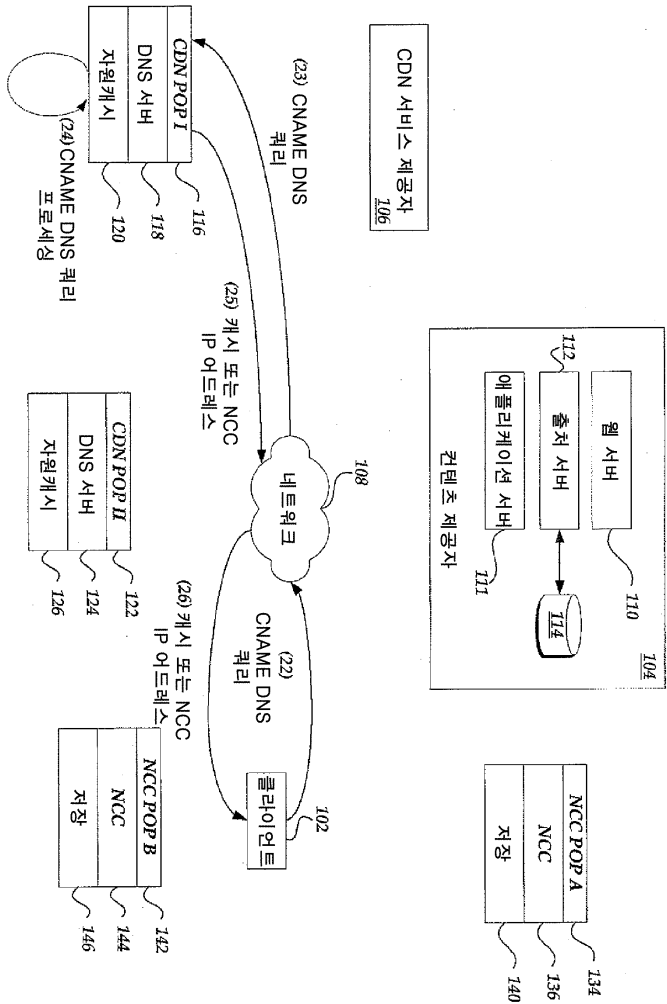 CDN 서비스 제공자
106
104
웹 서버
110
112
출처 서버
114
애플리케이션 서버
111
컨텐츠 제공자
NCC POP A
134
NCC
136
저장
140
(23) CNAME DNS
쿼리
CDN POP I
116
DNS 서버
118
자원캐시
120
(24)CNAME DNS 쿼리
프로세싱
(25) 캐시 또는 NCC
IP 어드레스
108
네트워크
(22)
CNAME DNS
쿼리
102
클라이언트
(26) 캐시 또는 NCC
IP 어드레스
CDN POP II
122
DNS 서버
124
자원캐시
126
NCC POP B
142
NCC
144
저장
146